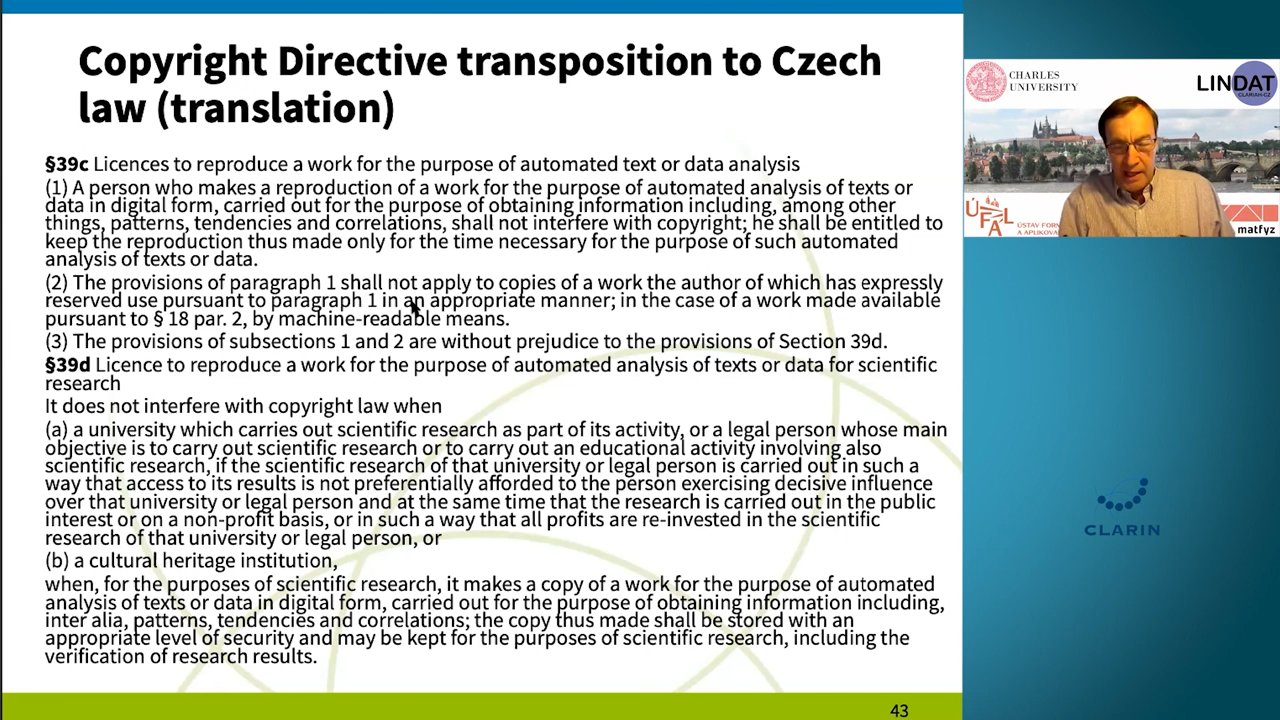 Copyright Directive transposition to Czech
law (translation)
§39c Licences to reproduce a work for the purpose of automated text or data analysis
(1) A person who makes a reproduction of a work for the purpose of automated analysis of texts or
data in digital form, carried out for the purpose of obtaining information including, among other
things, patterns, tendencies and correlations, shall not interfere with copyright; he shall be entitled to
keep the reproduction thus made only for the time necessary for the purpose of such automated
analysis of texts or data.
(2) The provisions of paragraph 1 shall not apply to copies of a work the author of which has expressly
reserved use pursuant to paragraph 1 in an appropriate manner; in the case of a work made available
pursuant to § 18 par. 2, by machine-readable means.
(3) The provisions of subsections 1 and 2 are without prejudice to the provisions of Section 39d.
§39d Licence to reproduce a work for the purpose of automated analysis of texts or data for scientific
research
It does not interfere with copyright law when
(a) a university which carries out scientific research as part of its activity, or a legal person whose main
objective is to carry out scientific research or to carry out an educational activity involving also
scientific research, if the scientific research of that university or legal person is carried out in such a
way that access to its results is not preferentially afforded to the person exercising decisive influence
over that university or legal person and at the same time that the research is carried out in the public
interest or on a non-profit basis, or in such a way that all profits are re-invested in the scientific
research of that university or legal person, or
(b) a cultural heritage institution,
when, for the purposes of scientific research, it makes a copy of a work for the purpose of automated
analysis of texts or data in digital form, carried out for the purpose of obtaining information including,
inter alia, patterns, tendencies and correlations; the copy thus made shall be stored with an
appropriate level of security and may be kept for the purposes of scientific research, including the
verification of research results.
43
CHARLES
UNIVERSITY
LINDAT
CLARIAH-CZ
ÚFAL
ÚSTAV FORM
A APLIKOVA
matfyz
CLARIN